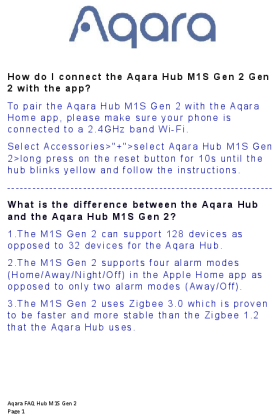 Aqara
How do I connect the Aqara Hub M1S Gen 2 Gen
2 with the app?
To pair the Aqara Hub M1S Gen 2 with the Aqara
Home app, please make sure your phone is
connected to a 2.4GHz band Wi-Fi.
Select Accessories>"+">select Aqara Hub M1S Gen
2>long press on the reset button for 10s until the
hub blinks yellow and follow the instructions.
What is the difference between the Aqara Hub
and the Aqara Hub M1S Gen 2?
1.The M1S Gen 2 can support 128 devices as
opposed to 32 devices for the Aqara Hub.
2.The M1S Gen 2 supports four alarm modes
(Home/Away/Night/Off) in the Apple Home app as
opposed to only two alarm modes (Away/Off).
3.The M1S Gen 2 uses Zigbee 3.0 which is proven
to be faster and more stable than the Zigbee 1.2
that the Aqara Hub uses.
Aqara FAQ, Hub M1S Gen 2
Page 1